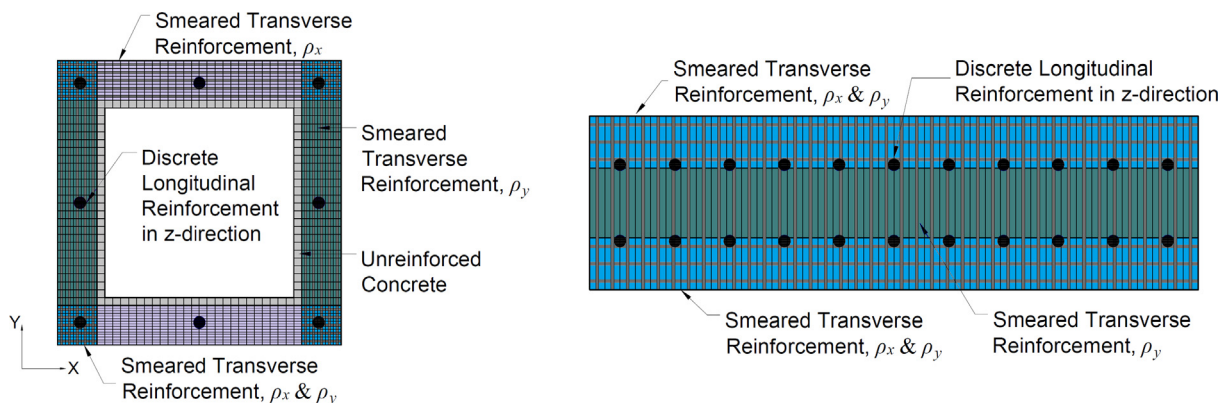 Smeared Transverse
Reinforcement, ρx
Smeared
Transverse
Reinforcement, ρy
Discrete
Longitudinal
Reinforcement
in z-direction
Unreinforced
Concrete
Y
X
Smeared Transverse
Reinforcement, ρx & ρy
Smeared Transverse
Reinforcement, ρx & ρy
Discrete Longitudinal
Reinforcement in z-direction
Smeared Transverse
Reinforcement, ρx & ρy
Smeared Transverse
Reinforcement, ρy